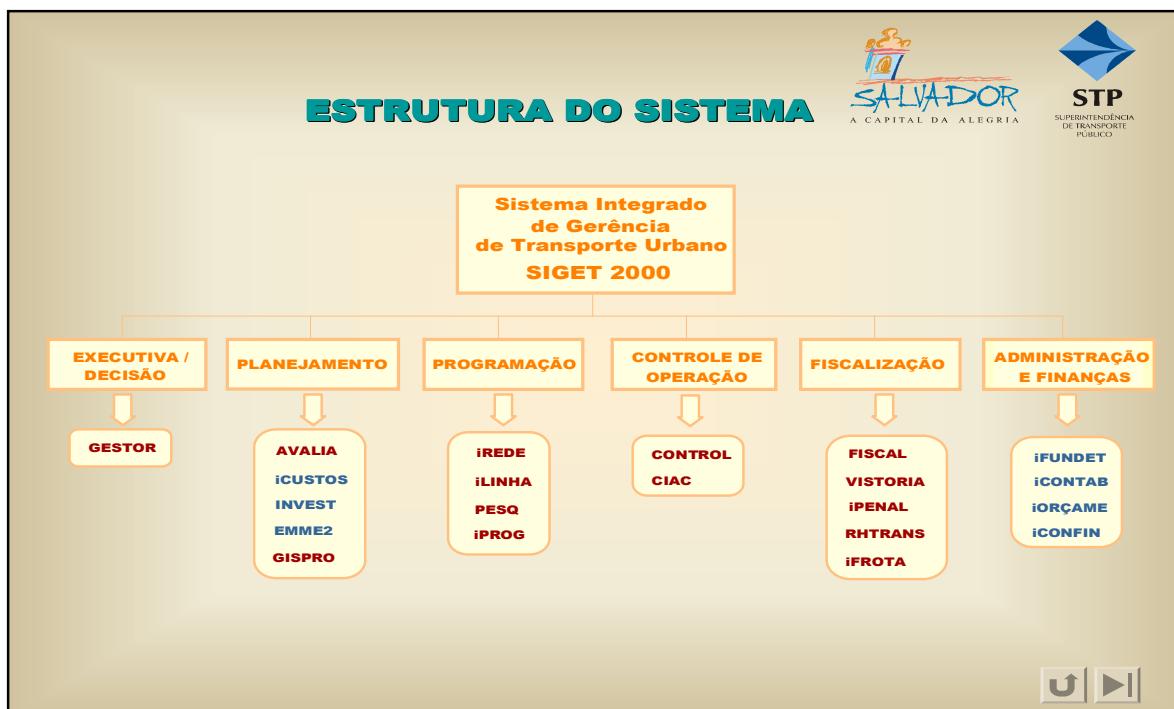 ESTRUTURA DO SISTEMA
SALVADOR
A CAPITAL DA ALEGRIA
STP
SUPERINTENDÊNCIA
DE TRANSPORTE
PÚBLICO
Sistema Integrado
de Gerência
de Transporte Urbano
SIGET 2000
EXECUTIVA /
DECISÃO
GESTOR
PLANEJAMENTO
AVALIA
iCUSTOS
INVEST
EMME2
GISPRO
PROGRAMAÇÃO
iREDE
iLINHA
PESQ
iPROG
CONTROLE DE
OPERAÇÃO
CONTROL
CIAC
FISCALIZAÇÃO
FISCAL
VISTORIA
iPENAL
RHTRANS
iFROTA
ADMINISTRAÇÃO
E FINANÇAS
iFUNDET
iCONTAB
iORÇAME
iCONFIN